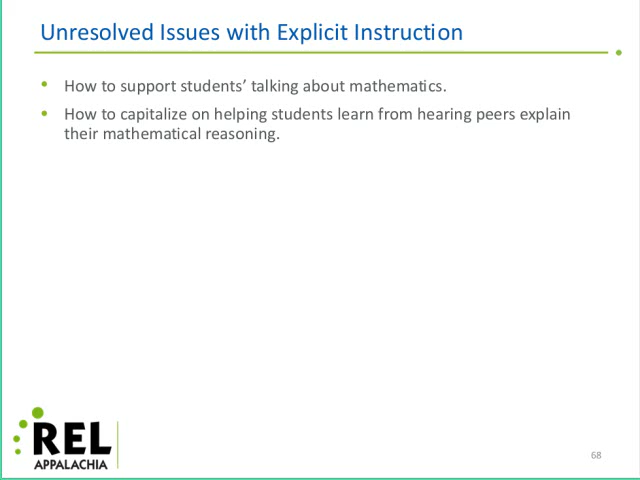 Unresolved Issues with Explicit Instruction
• How to support students’ talking about mathematics.
• How to capitalize on helping students learn from hearing peers explain
their mathematical reasoning.
REL
APPALACHIA
68